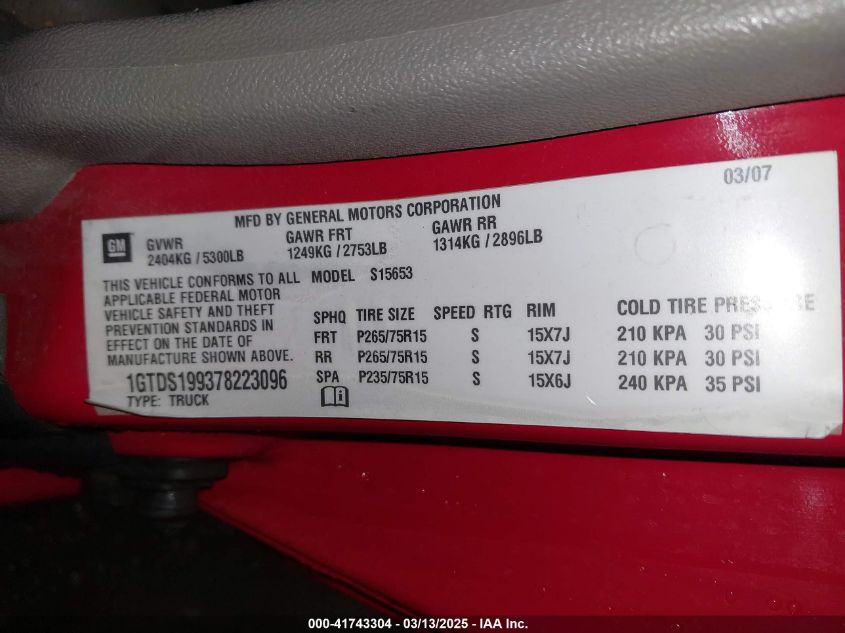 03/07
MFD BY GENERAL MOTORS CORPORATION
GM
GVWR GAWR FRT GAWR RR
2404KG / 5300LB 1249KG / 2753LB 1314KG / 2896LB
THIS VEHICLE CONFORMS TO ALL
APPLICABLE FEDERAL MOTOR
VEHICLE SAFETY AND THEFT
PREVENTION STANDARDS IN
EFFECT ON THE DATE OF
MANUFACTURE SHOWN ABOVE.
1GTDS199378223096
TYPE: TRUCK
MODEL S15653
SPHQ TIRE SIZE SPEED RTG RIM COLD TIRE PRESSURE
FRT P265/75R15 S 15X7J 210 KPA 30 PSI
RR P265/75R15 S 15X7J 210 KPA 30 PSI
SPA P235/75R15 S 15X6J 240 KPA 35 PSI
i
000-41743304 — 03/13/2025 — IAA Inc.